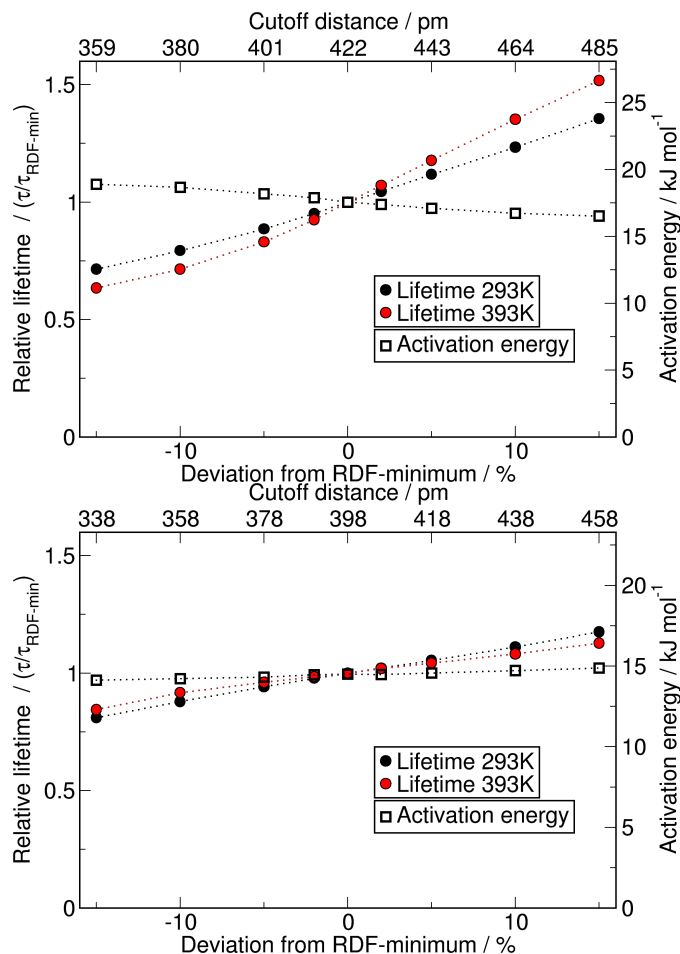 Cutoff distance / pm
359 380 401 422 443 464 485
Relative lifetime / (τ/τRDF-min)
1.5
1
0.5
0
25
20
15
10
5
0
Activation energy / kJ mol-1
Lifetime 293K
Lifetime 393K
Activation energy
-10 0 10
Deviation from RDF-minimum / %
Cutoff distance / pm
338 358 378 398 418 438 458
Relative lifetime / (τ/τRDF-min)
1.5
1
0.5
0
20
15
10
5
0
Activation energy / kJ mol-1
Lifetime 293K
Lifetime 393K
Activation energy
-10 0 10
Deviation from RDF-minimum / %